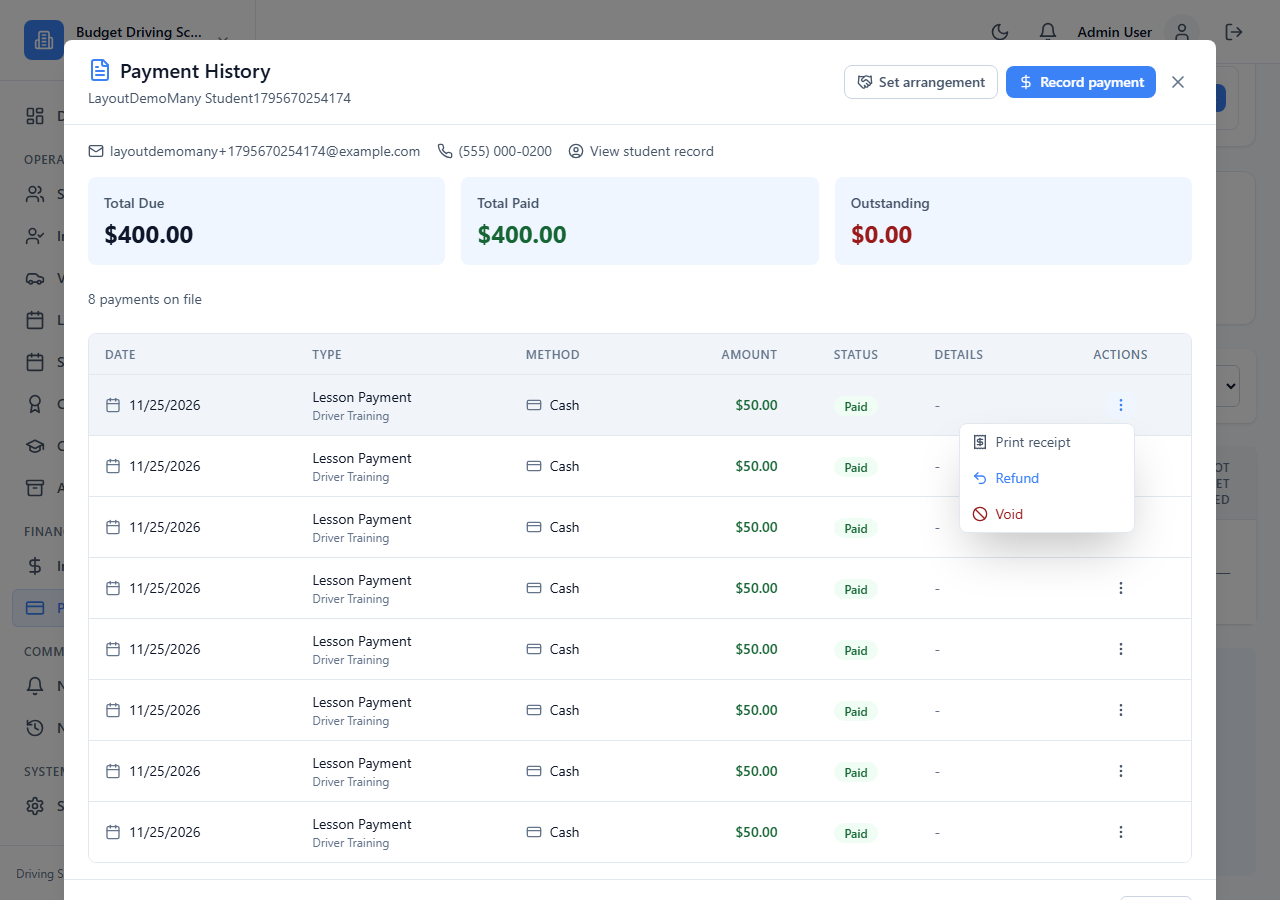 Budget Driving Sc...
Admin User
Payment History
LayoutDemoMany Student1795670254174
Set arrangement
Record payment
layoutdemomany+1795670254174@example.com
(555) 000-0200
View student record
Total Due
$400.00
Total Paid
$400.00
Outstanding
$0.00
8 payments on file
DATE TYPE METHOD AMOUNT STATUS DETAILS ACTIONS
11/25/2026 Lesson Payment Cash $50.00 Paid -
Driver Training
11/25/2026 Lesson Payment Cash $50.00 Paid -
Driver Training
11/25/2026 Lesson Payment Cash $50.00 Paid -
Driver Training
11/25/2026 Lesson Payment Cash $50.00 Paid -
Driver Training
11/25/2026 Lesson Payment Cash $50.00 Paid -
Driver Training
11/25/2026 Lesson Payment Cash $50.00 Paid -
Driver Training
11/25/2026 Lesson Payment Cash $50.00 Paid -
Driver Training
11/25/2026 Lesson Payment Cash $50.00 Paid -
Driver Training
Print receipt
Refund
Void
Driving S